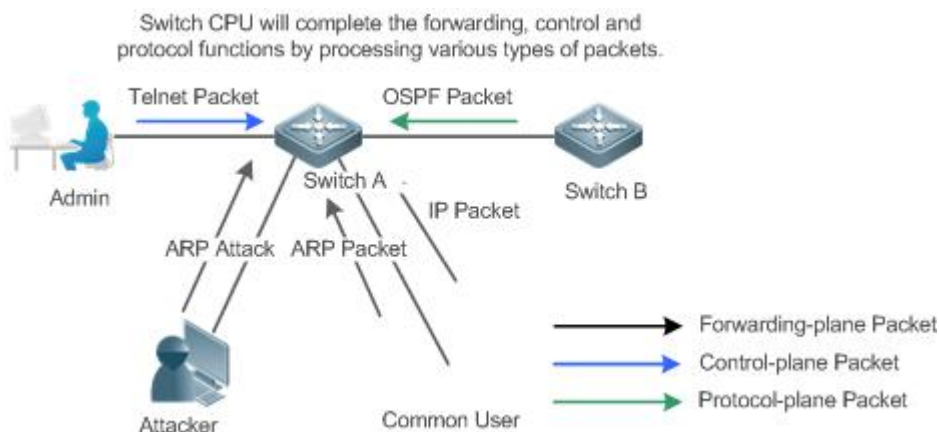 Switch CPU will complete the forwarding, control and
protocol functions by processing various types of packets.
Telnet Packet
OSPF Packet
Admin
Switch A
Switch B
IP Packet
ARP Attack
ARP Packet
Forwarding-plane Packet
Control-plane Packet
Protocol-plane Packet
Attacker
Common User